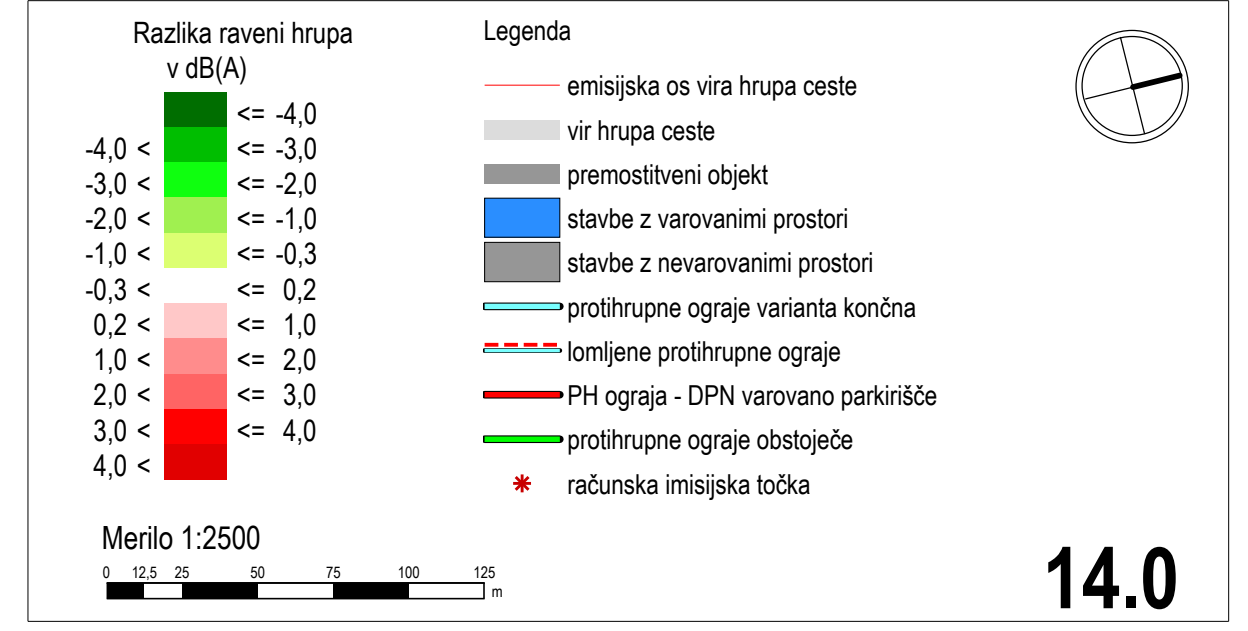 Razlika raveni hrupa
v dB(A)
<= -4,0
-4,0 < <= -3,0
-3,0 < <= -2,0
-2,0 < <= -1,0
-1,0 < <= -0,3
-0,3 < <= 0,2
0,2 < <= 1,0
1,0 < <= 2,0
2,0 < <= 3,0
3,0 < <= 4,0
4,0 <
Merilo 1:2500
0 12,5 25 50 75 100 125
m
Legenda
emisijska os vira hrupa ceste
vir hrupa ceste
premostitveni objekt
stavbe z varovanimi prostori
stavbe z nevarovanimi prostori
protihrupne ograje varianta končna
lomljene protihrupne ograje
PH ograja - DPN varovano parkirišče
protihrupne ograje obstoječe
računska imisijska točka
14.0